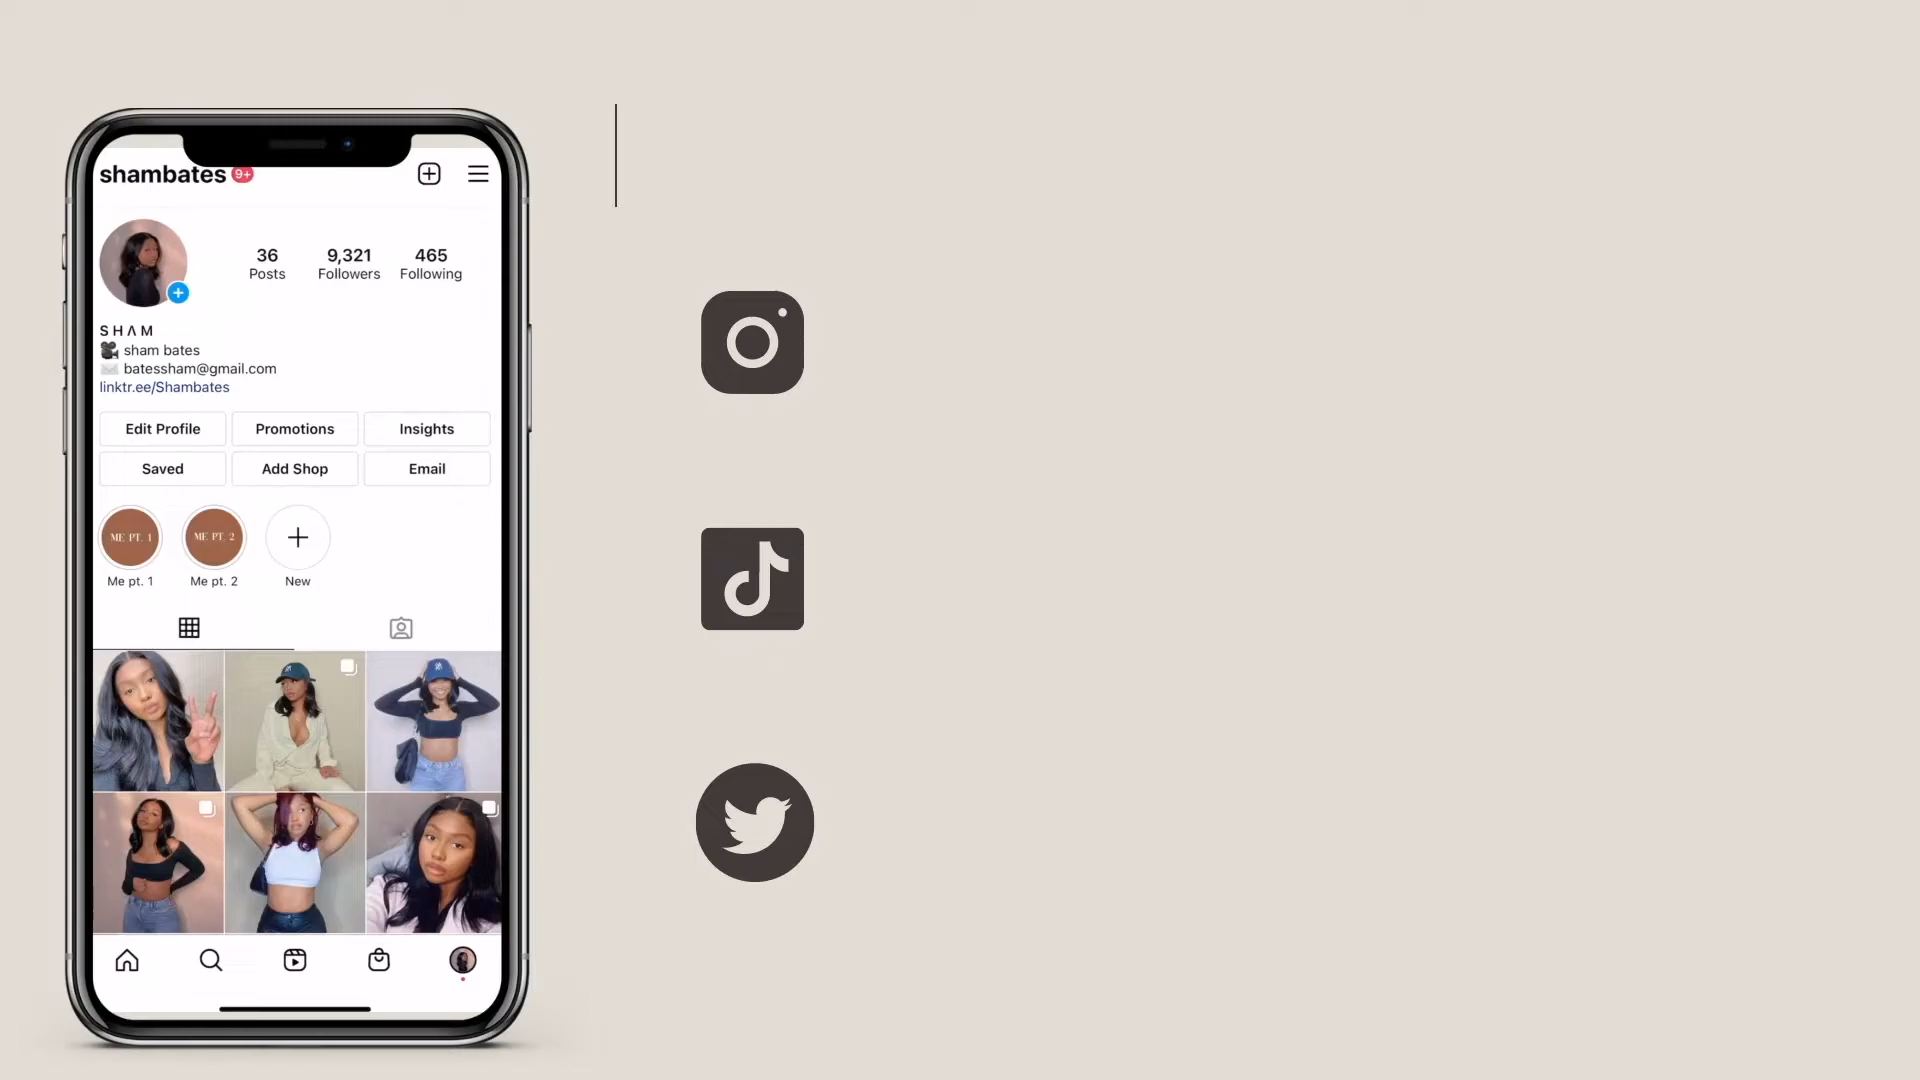 shambates 9+
36 9,321 465
Posts Followers Following
S H Λ M
sham bates
batessham@gmail.com
linktr.ee/Shambates
Edit Profile Promotions Insights
Saved Add Shop Email
ME PT. 1 ME PT. 2
Me pt. 1 Me pt. 2 New